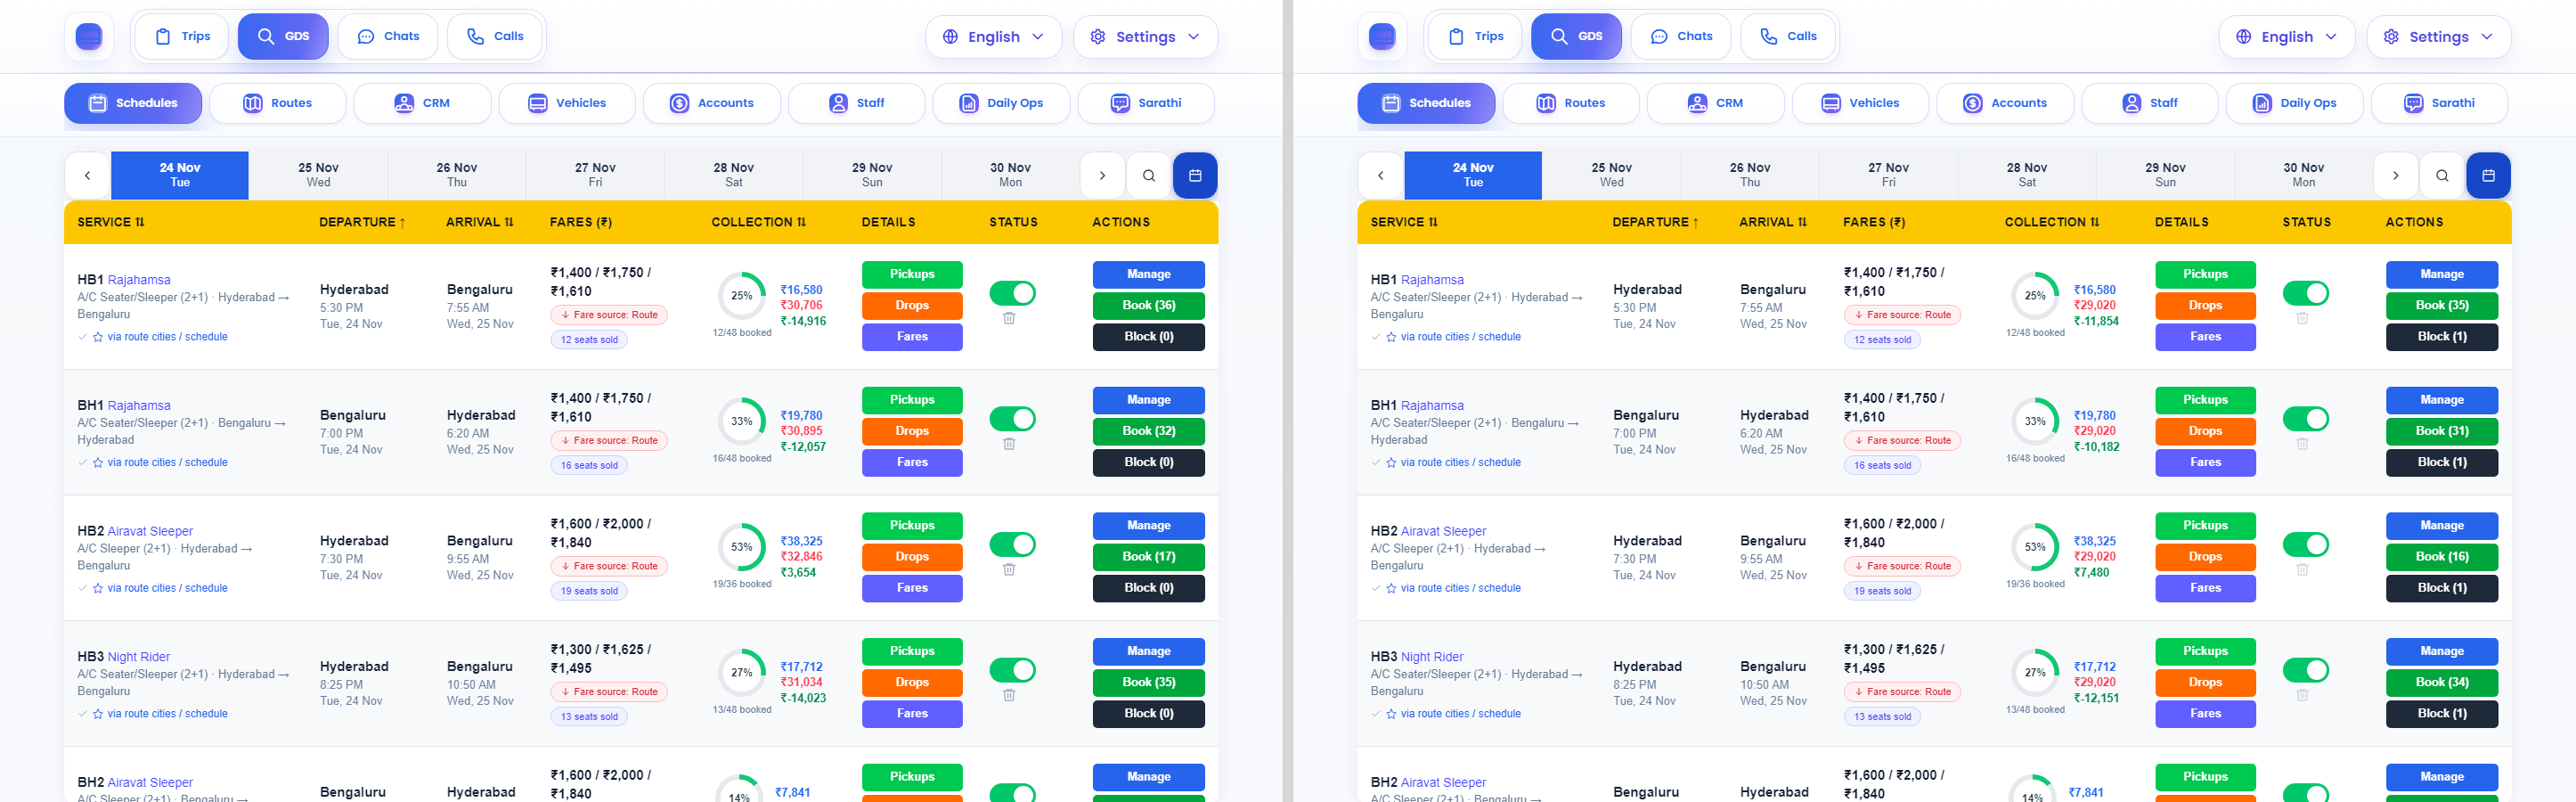 Trips GDS Chats Calls English Settings
Schedules Routes CRM Vehicles Accounts Staff Daily Ops Sarathi
24 Nov 25 Nov 26 Nov 27 Nov 28 Nov 29 Nov 30 Nov
Tue Wed Thu Fri Sat Sun Mon
SERVICE ⇅ DEPARTURE ↑ ARRIVAL ⇅ FARES (₹) COLLECTION ⇅ DETAILS STATUS ACTIONS
HB1 Rajahamsa
A/C Seater/Sleeper (2+1) · Hyderabad →
Bengaluru
via route cities / schedule
Hyderabad
5:30 PM
Tue, 24 Nov
Bengaluru
7:55 AM
Wed, 25 Nov
₹1,400 / ₹1,750 /
₹1,610
↓ Fare source: Route
12 seats sold
25%
12/48 booked
₹16,580
₹30,706
₹-14,916
Pickups
Drops
Fares
Manage
Book (36)
Block (0)
BH1 Rajahamsa
A/C Seater/Sleeper (2+1) · Bengaluru →
Hyderabad
via route cities / schedule
Bengaluru
7:00 PM
Tue, 24 Nov
Hyderabad
6:20 AM
Wed, 25 Nov
₹1,400 / ₹1,750 /
₹1,610
↓ Fare source: Route
16 seats sold
33%
16/48 booked
₹19,780
₹30,895
₹-12,057
Pickups
Drops
Fares
Manage
Book (32)
Block (0)
HB2 Airavat Sleeper
A/C Sleeper (2+1) · Hyderabad →
Bengaluru
via route cities / schedule
Hyderabad
7:30 PM
Tue, 24 Nov
Bengaluru
9:55 AM
Wed, 25 Nov
₹1,600 / ₹2,000 /
₹1,840
↓ Fare source: Route
19 seats sold
53%
19/36 booked
₹38,325
₹32,846
₹3,654
Pickups
Drops
Fares
Manage
Book (17)
Block (0)
HB3 Night Rider
A/C Seater/Sleeper (2+1) · Hyderabad →
Bengaluru
via route cities / schedule
Hyderabad
8:25 PM
Tue, 24 Nov
Bengaluru
10:50 AM
Wed, 25 Nov
₹1,300 / ₹1,625 /
₹1,495
↓ Fare source: Route
13 seats sold
27%
13/48 booked
₹17,712
₹31,034
₹-14,023
Pickups
Drops
Fares
Manage
Book (35)
Block (0)
BH2 Airavat Sleeper
A/C Sleeper (2+1) · Bengaluru →
Bengaluru
Hyderabad
₹1,600 / ₹2,000 /
₹1,840
14%
₹7,841
Pickups
Manage
Trips GDS Chats Calls English Settings
Schedules Routes CRM Vehicles Accounts Staff Daily Ops Sarathi
24 Nov 25 Nov 26 Nov 27 Nov 28 Nov 29 Nov 30 Nov
Tue Wed Thu Fri Sat Sun Mon
SERVICE ⇅ DEPARTURE ↑ ARRIVAL ⇅ FARES (₹) COLLECTION ⇅ DETAILS STATUS ACTIONS
HB1 Rajahamsa
A/C Seater/Sleeper (2+1) · Hyderabad →
Bengaluru
via route cities / schedule
Hyderabad
5:30 PM
Tue, 24 Nov
Bengaluru
7:55 AM
Wed, 25 Nov
₹1,400 / ₹1,750 /
₹1,610
↓ Fare source: Route
12 seats sold
25%
12/48 booked
₹16,580
₹29,020
₹-11,854
Pickups
Drops
Fares
Manage
Book (35)
Block (1)
BH1 Rajahamsa
A/C Seater/Sleeper (2+1) · Bengaluru →
Hyderabad
via route cities / schedule
Bengaluru
7:00 PM
Tue, 24 Nov
Hyderabad
6:20 AM
Wed, 25 Nov
₹1,400 / ₹1,750 /
₹1,610
↓ Fare source: Route
16 seats sold
33%
16/48 booked
₹19,780
₹29,020
₹-10,182
Pickups
Drops
Fares
Manage
Book (31)
Block (1)
HB2 Airavat Sleeper
A/C Sleeper (2+1) · Hyderabad →
Bengaluru
via route cities / schedule
Hyderabad
7:30 PM
Tue, 24 Nov
Bengaluru
9:55 AM
Wed, 25 Nov
₹1,600 / ₹2,000 /
₹1,840
↓ Fare source: Route
19 seats sold
53%
19/36 booked
₹38,325
₹29,020
₹7,480
Pickups
Drops
Fares
Manage
Book (16)
Block (1)
HB3 Night Rider
A/C Seater/Sleeper (2+1) · Hyderabad →
Bengaluru
via route cities / schedule
Hyderabad
8:25 PM
Tue, 24 Nov
Bengaluru
10:50 AM
Wed, 25 Nov
₹1,300 / ₹1,625 /
₹1,495
↓ Fare source: Route
13 seats sold
27%
13/48 booked
₹17,712
₹29,020
₹-12,151
Pickups
Drops
Fares
Manage
Book (34)
Block (1)
BH2 Airavat Sleeper
A/C Sleeper (2+1) · Bengaluru →
Bengaluru
Hyderabad
₹1,600 / ₹2,000 /
₹1,840
14%
₹7,841
Pickups
Manage